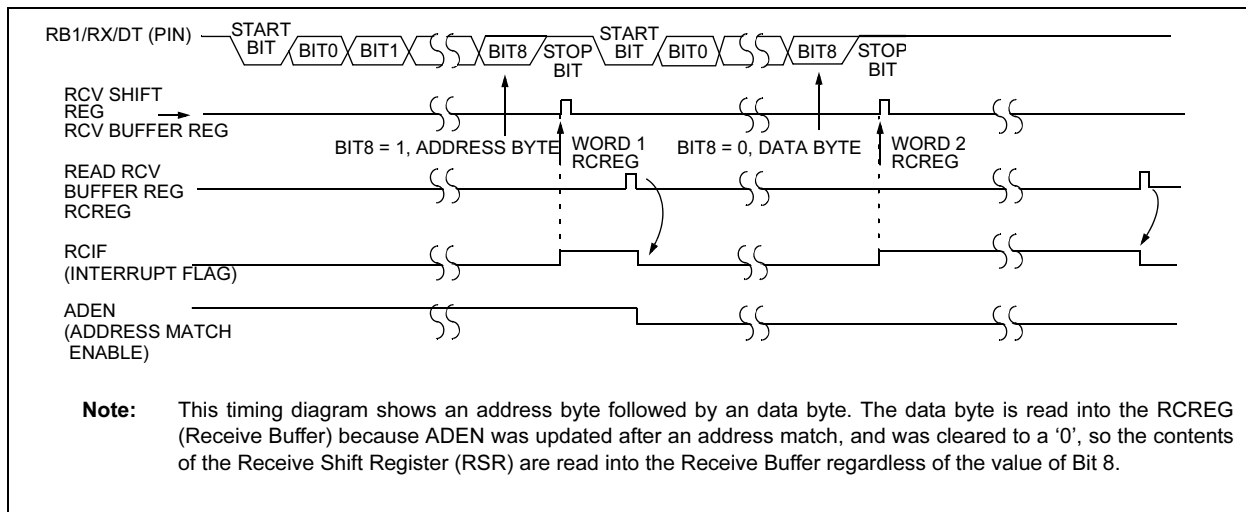 RB1/RX/DT (PIN)
START
BIT
BIT0
BIT1
BIT8
STOP
BIT
START
BIT
BIT0
BIT8
STOP
BIT
RCV SHIFT
REG
RCV BUFFER REG
BIT8 = 1, ADDRESS BYTE
WORD 1
RCREG
BIT8 = 0, DATA BYTE
WORD 2
RCREG
READ RCV
BUFFER REG
RCREG
RCIF
(INTERRUPT FLAG)
ADEN
(ADDRESS MATCH
ENABLE)
Note: This timing diagram shows an address byte followed by an data byte. The data byte is read into the RCREG
(Receive Buffer) because ADEN was updated after an address match, and was cleared to a ‘0’, so the contents
of the Receive Shift Register (RSR) are read into the Receive Buffer regardless of the value of Bit 8.